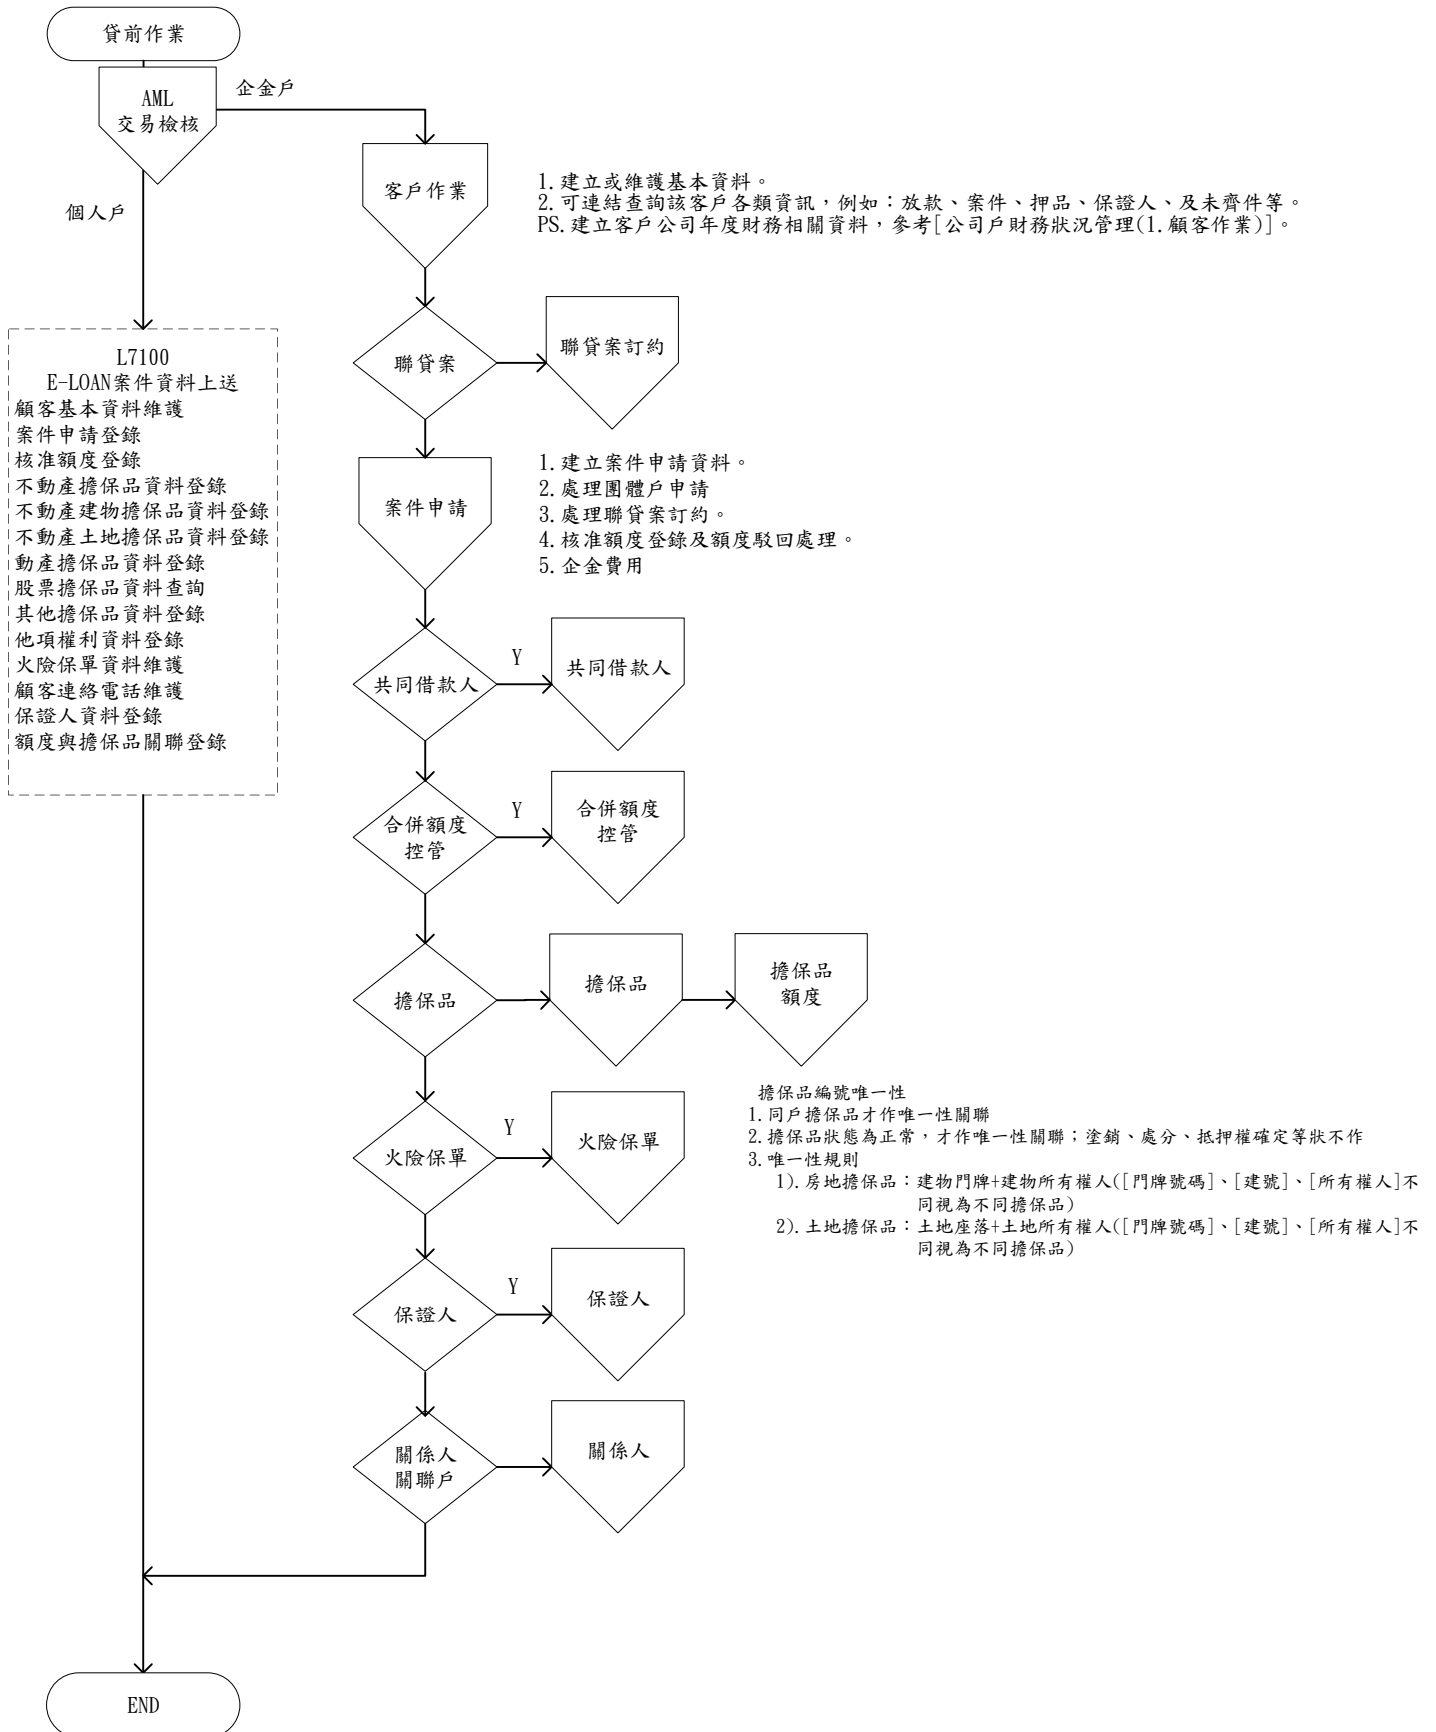 貸前作業
AML
交易檢核
企金戶
個人戶
客戶作業
1.建立或維護基本資料。
2.可連結查詢該客戶各類資訊，例如：放款、案件、押品、保證人、及未齊件等。
PS.建立客戶公司年度財務相關資料，參考[公司戶財務狀況管理(1.顧客作業)]。
聯貸案
聯貸案訂約
L7100
E-LOAN案件資料上送
顧客基本資料維護
案件申請登錄
核准額度登錄
不動產擔保品資料登錄
不動產建物擔保品資料登錄
不動產土地擔保品資料登錄
動產擔保品資料登錄
股票擔保品資料查詢
其他擔保品資料登錄
他項權利資料登錄
火險保單資料維護
顧客連絡電話維護
保證人資料登錄
額度與擔保品關聯登錄
案件申請
1.建立案件申請資料。
2.處理團體戶申請
3.處理聯貸案訂約。
4.核准額度登錄及額度駁回處理。
5.企金費用
共同借款人
Y
共同借款人
合併額度
控管
Y
合併額度
控管
擔保品
擔保品
擔保品
額度
擔保品編號唯一性
1.同戶擔保品才作唯一性關聯
2.擔保品狀態為正常，才作唯一性關聯；塗銷、處分、抵押權確定等狀不作
3.唯一性規則
1).房地擔保品：建物門牌+建物所有權人([門牌號碼]、[建號]、[所有權人]不
同視為不同擔保品)
2).土地擔保品：土地座落+土地所有權人([門牌號碼]、[建號]、[所有權人]不
同視為不同擔保品)
火險保單
Y
火險保單
保證人
Y
保證人
關係人
關聯戶
關係人
END